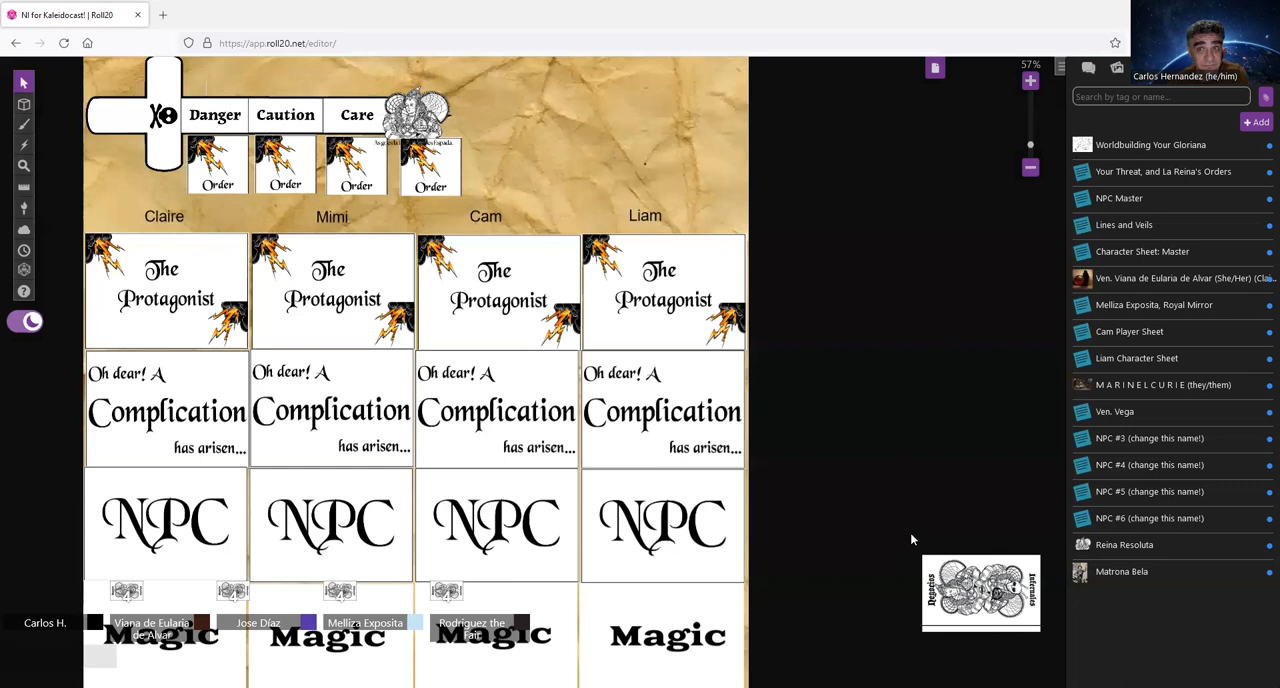 NI for Kaleidocast! | Roll20
https://app.roll20.net/editor/
Carlos Hernandez (he/him)
57%
Search by tag or name...
+ Add
Danger Caution Care
Order Order Order Order
Claire Mimi Cam Liam
The The The The
Protagonist Protagonist Protagonist Protagonist
Oh dear! A Oh dear! A Oh dear! A Oh dear! A
Complication Complication Complication Complication
has arisen... has arisen... has arisen... has arisen...
NPC NPC NPC NPC
Carlos H. Viana de Eularia de Alvar Jose Díaz Melliza Exposita Rodriguez the Fair
Magic Magic Magic Magic
Negocios
Infernales
Worldbuilding Your Gloriana
Your Threat, and La Reina's Orders
NPC Master
Lines and Veils
Character Sheet: Master
Ven. Viana de Eularia de Alvar (She/Her) (Clai...
Melliza Exposita, Royal Mirror
Cam Player Sheet
Liam Character Sheet
M A R I N E L C U R I E (they/them)
Ven. Vega
NPC #3 (change this name!)
NPC #4 (change this name!)
NPC #5 (change this name!)
NPC #6 (change this name!)
Reina Resoluta
Matrona Bela